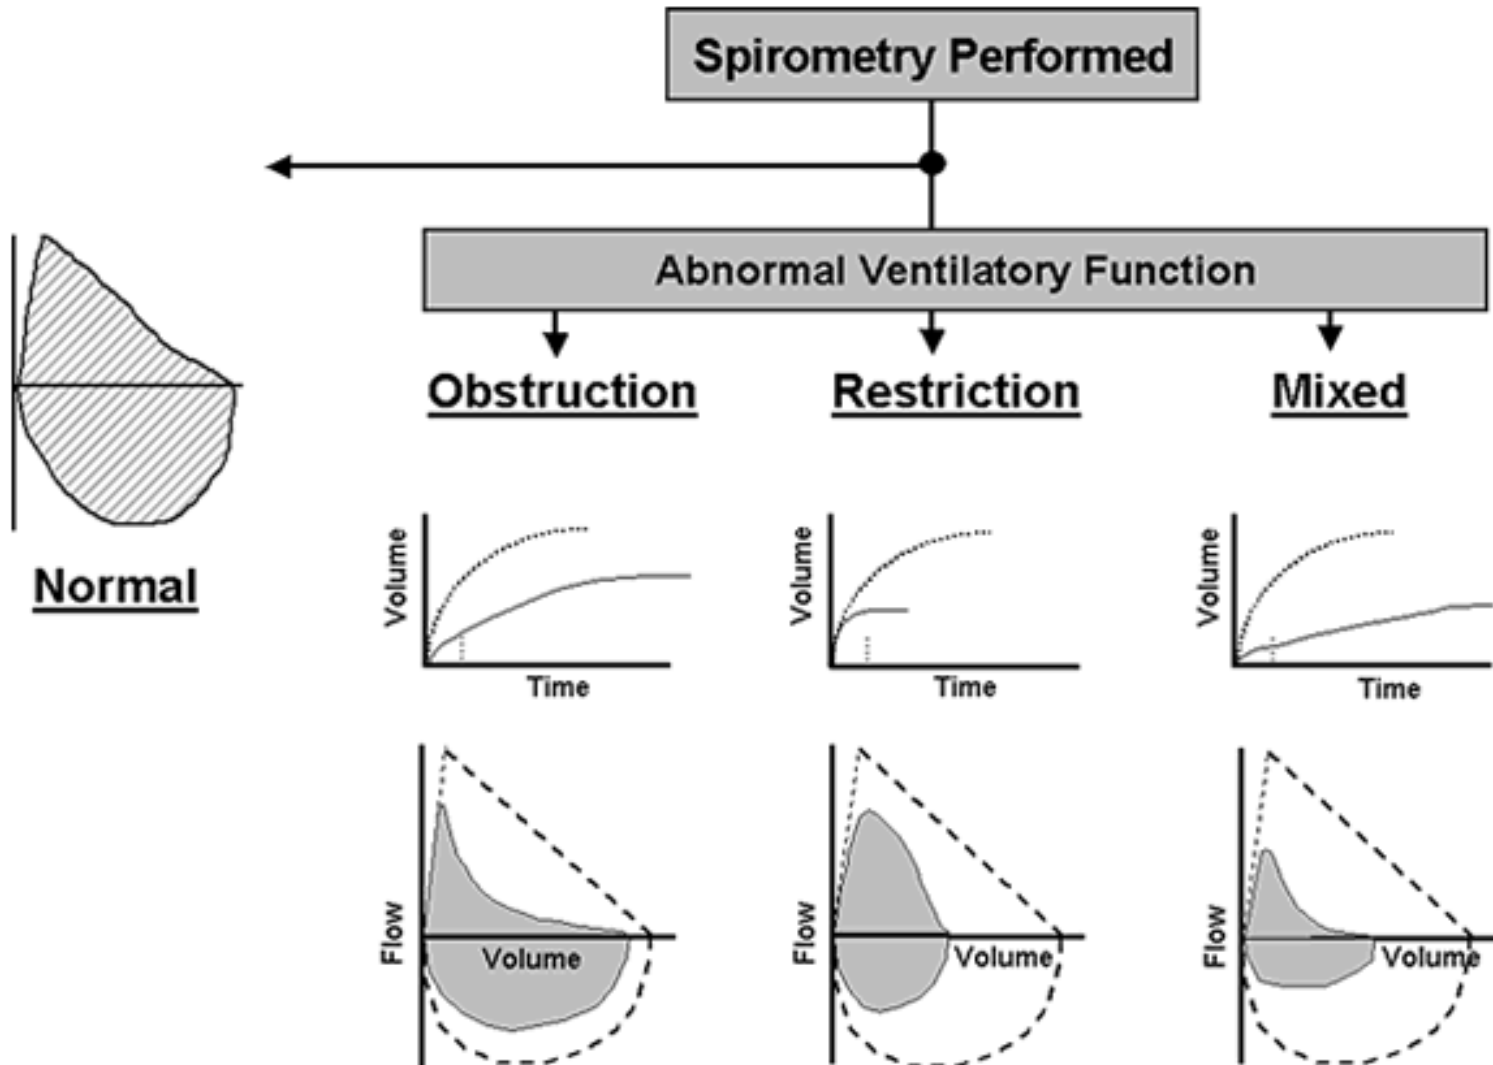 Spirometry Performed
Abnormal Ventilatory Function
Obstruction
Restriction
Mixed
Normal
Volume
Time
Volume
Time
Volume
Time
Flow
Volume
Flow
Volume
Flow
Volume